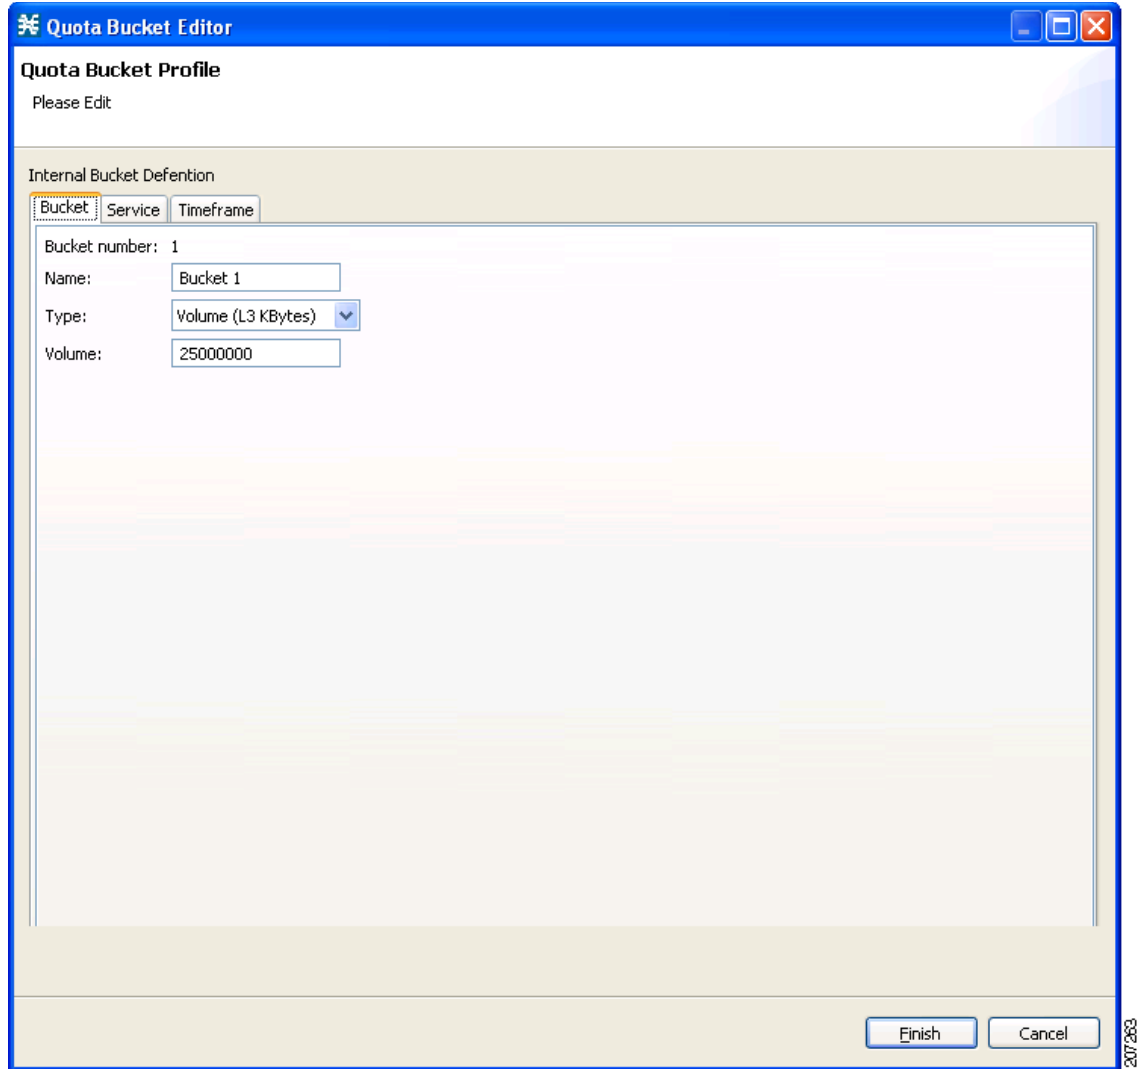 Quota Bucket Editor
Quota Bucket Profile
Please Edit
Internal Bucket Defention
Bucket Service Timeframe
Bucket number: 1
Name: Bucket 1
Type: Volume (L3 KBytes)
Volume: 25000000
Finish Cancel
207263